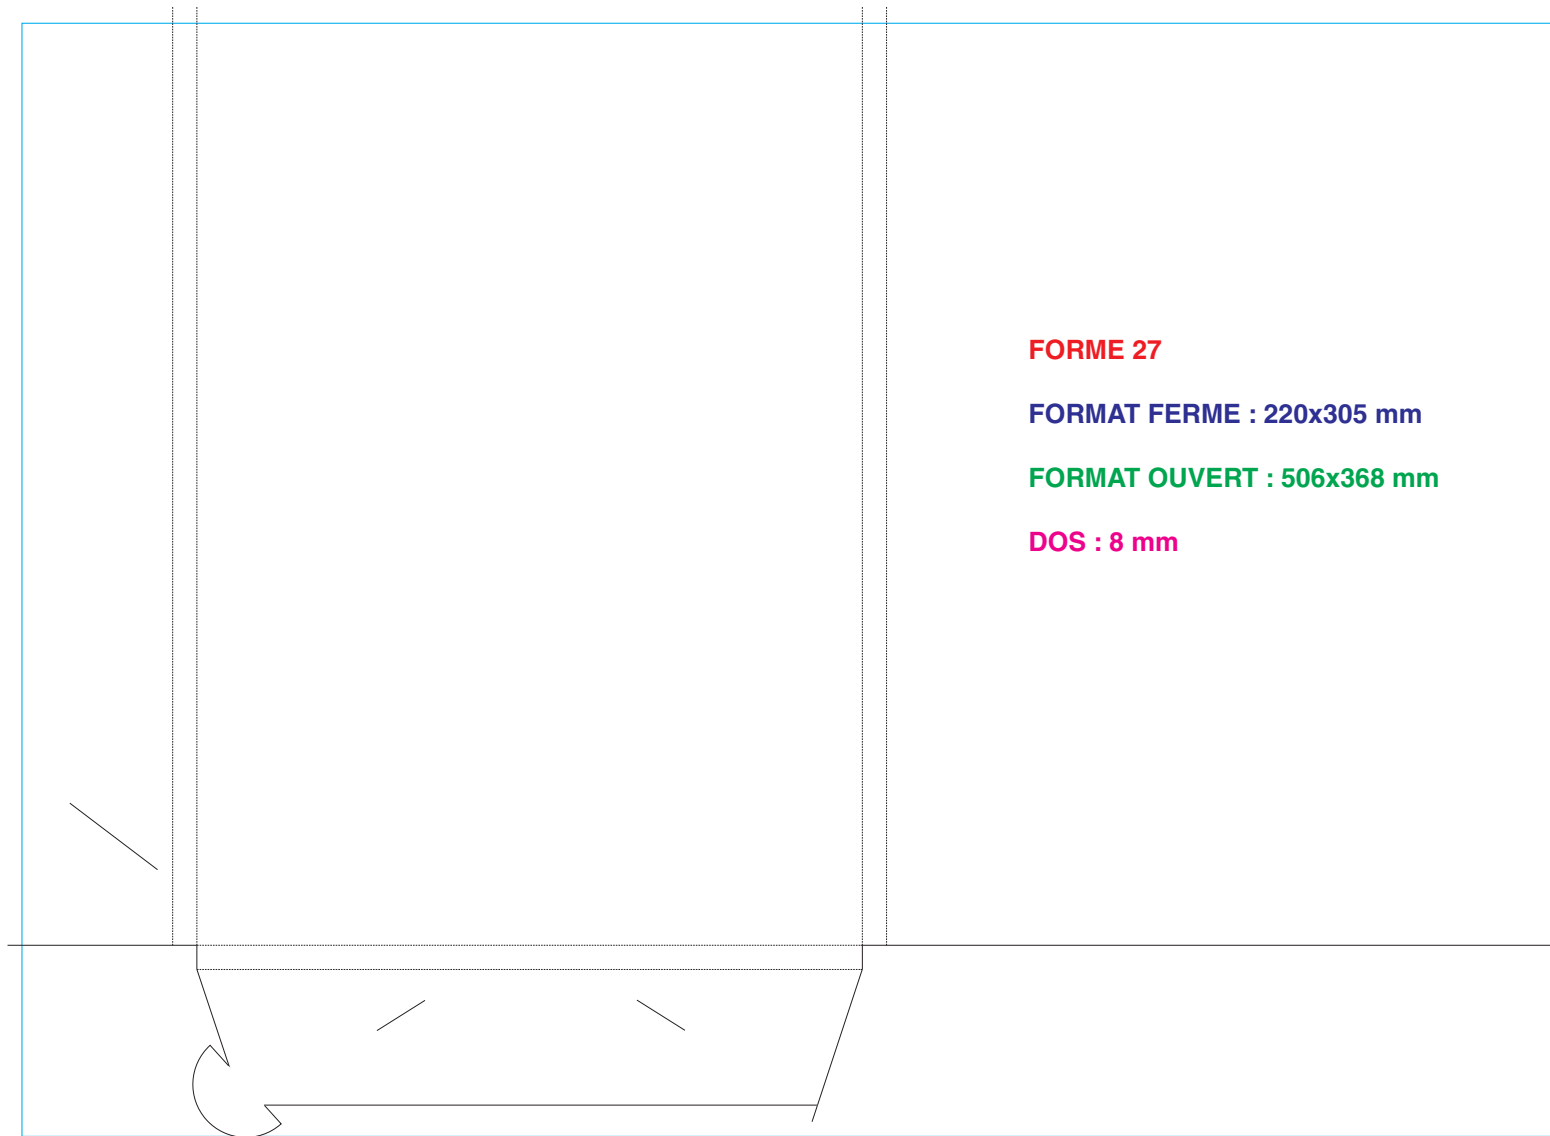 FORME 27
FORMAT FERME : 220x305 mm
FORMAT OUVERT : 506x368 mm
DOS : 8 mm